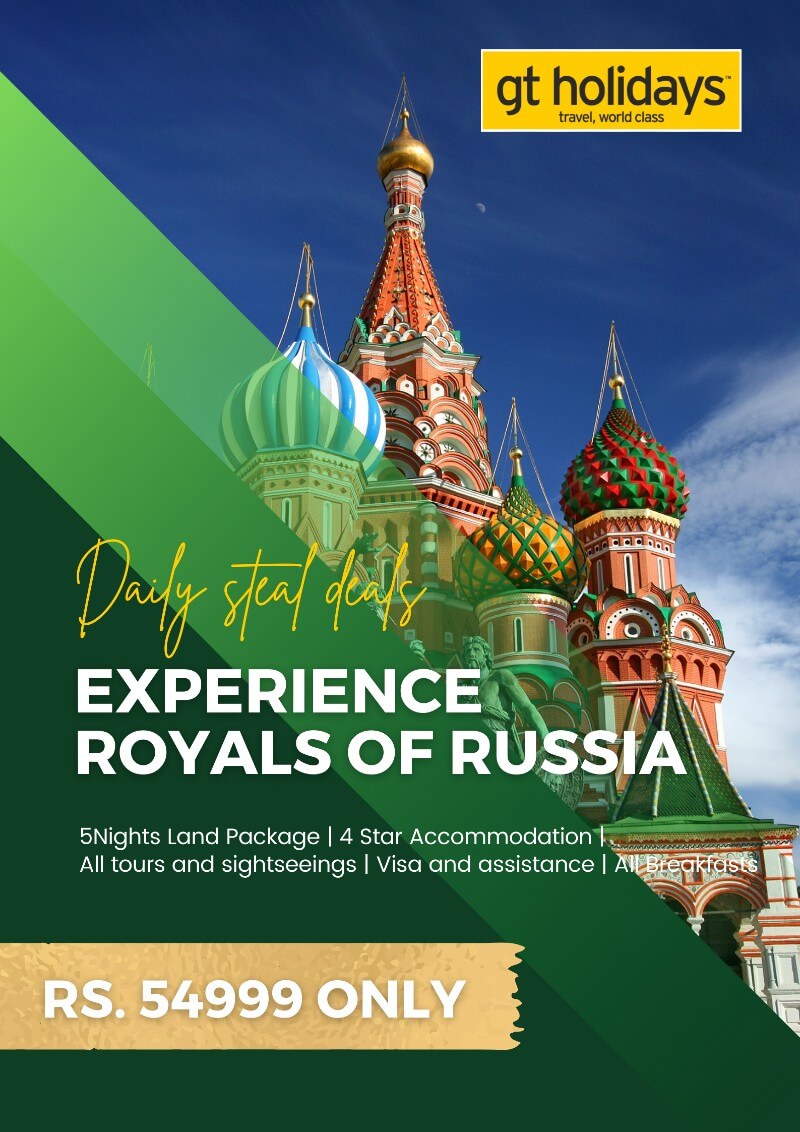 gt holidays™
travel, world class
Daily steal deals
EXPERIENCE
ROYALS OF RUSSIA
5Nights Land Package | 4 Star Accommodation |
All tours and sightseeings | Visa and assistance | All Breakfasts
RS. 54999 ONLY